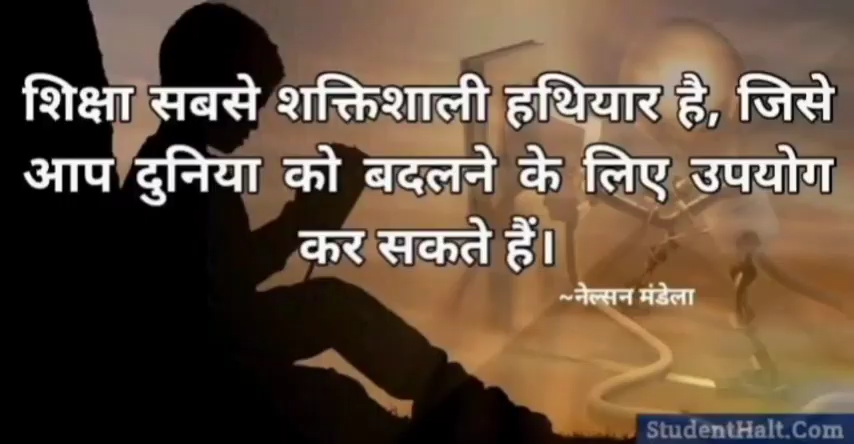 शिक्षा सबसे शक्तिशाली हथियार है, जिसे
आप दुनिया को बदलने के लिए उपयोग
कर सकते हैं।
~नेल्सन मंडेला
StudentHalt.Com